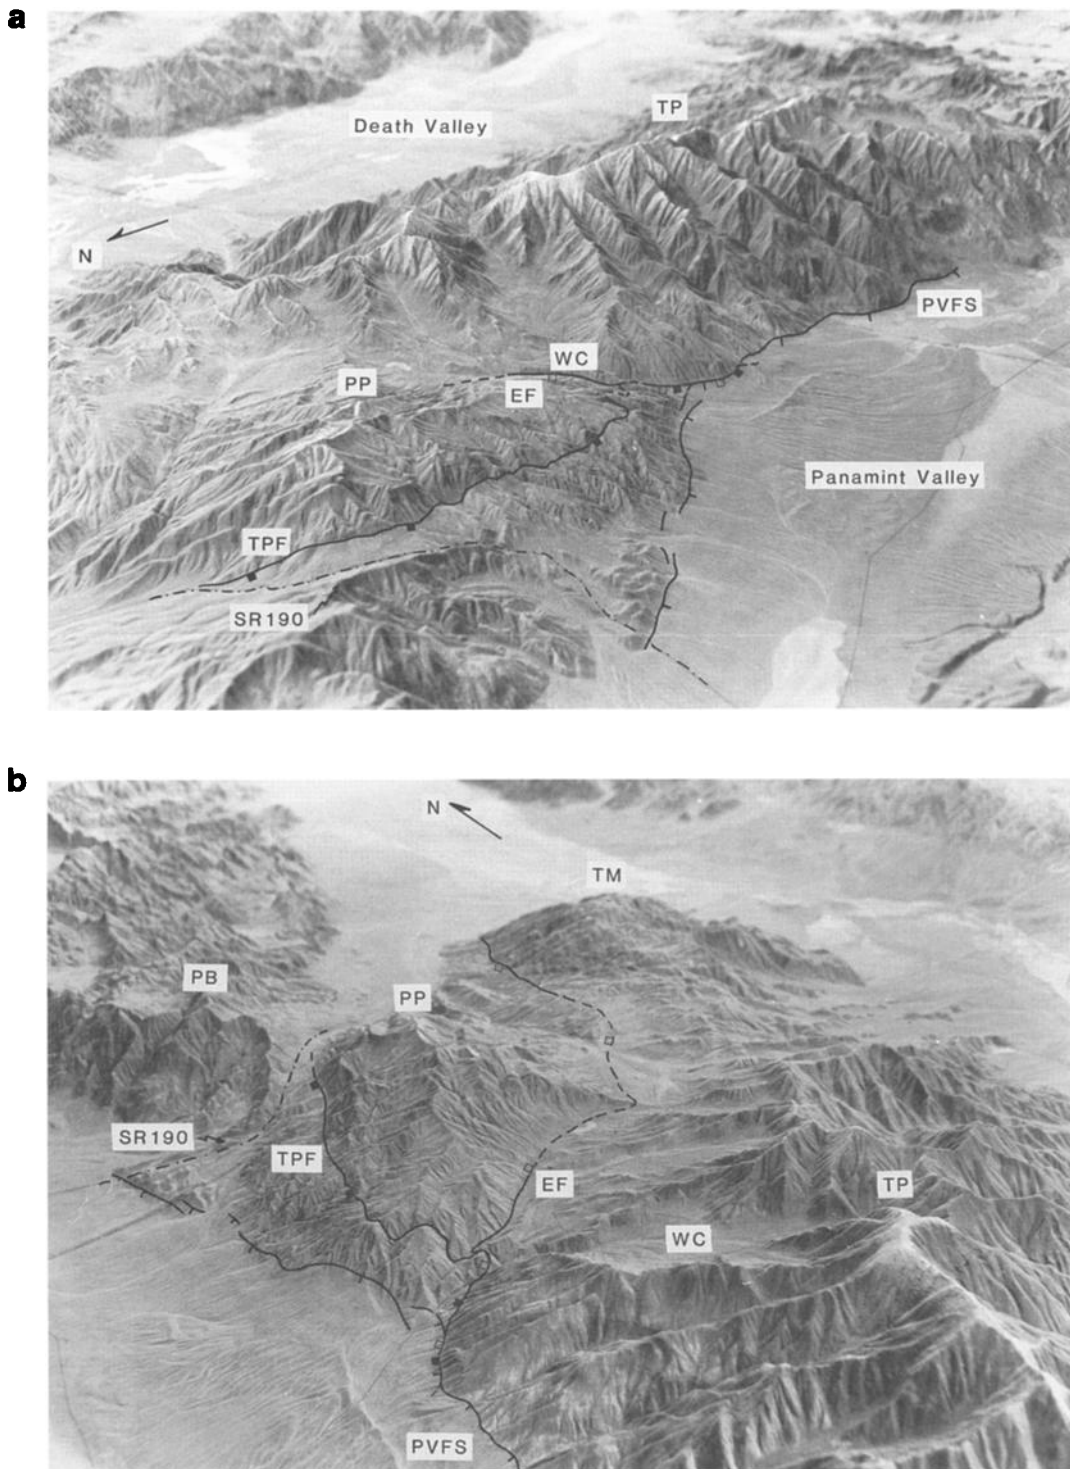 a
TP
Death Valley
N
PVFS
WC
PP
EF
Panamint Valley
TPF
SR190
b
N
TM
PB
PP
SR190
TPF
EF
TP
WC
PVFS